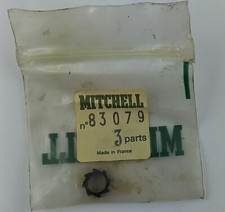 MITCHELL
n° 83079
3 parts
Made in France